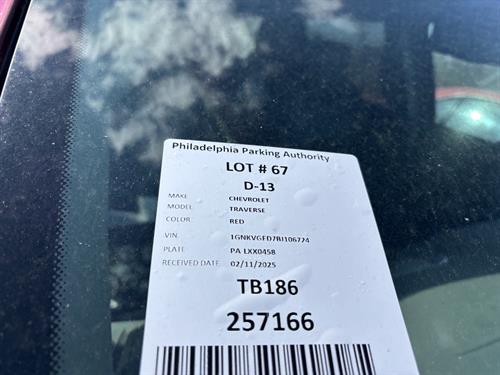 Philadelphia Parking Authority
LOT # 67
D-13
MAKE CHEVROLET
MODEL TRAVERSE
COLOR RED
VIN 1GNKVGFD7BJ106774
PLATE PA LXX0458
RECEIVED DATE 02/11/2025
TB186
257166